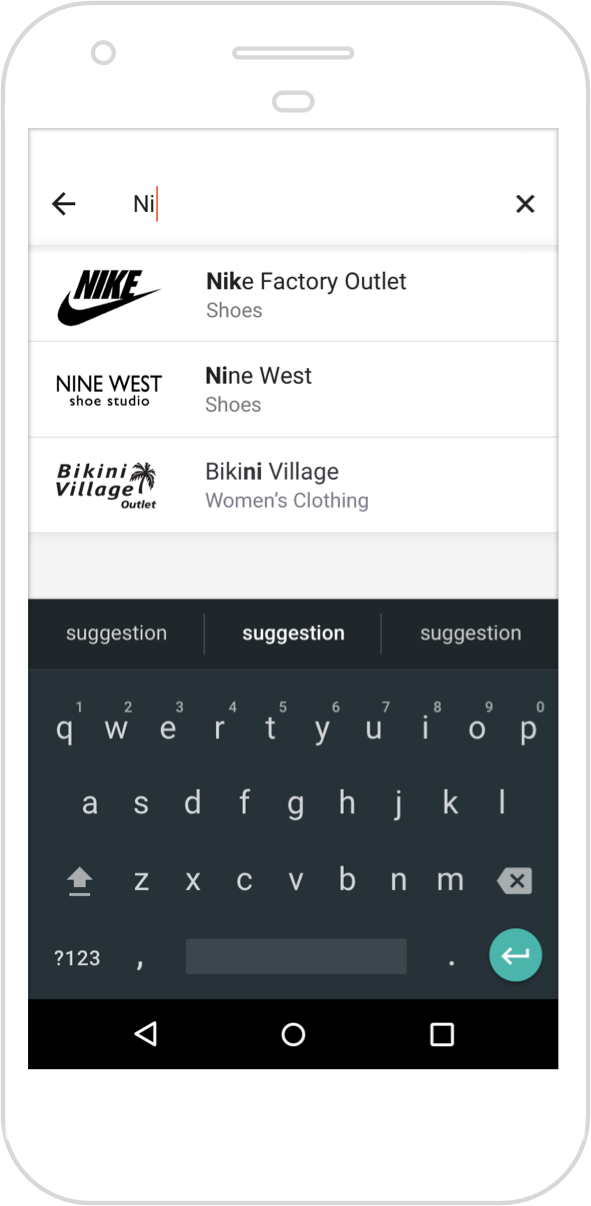 Ni
NIKE
Nike Factory Outlet
Shoes
NINE WEST
shoe studio
Nine West
Shoes
Bikini
Village
Outlet
Bikini Village
Women’s Clothing
suggestion suggestion suggestion
1 2 3 4 5 6 7 8 9 0
q w e r t y u i o p
a s d f g h j k l
z x c v b n m
?123 , .